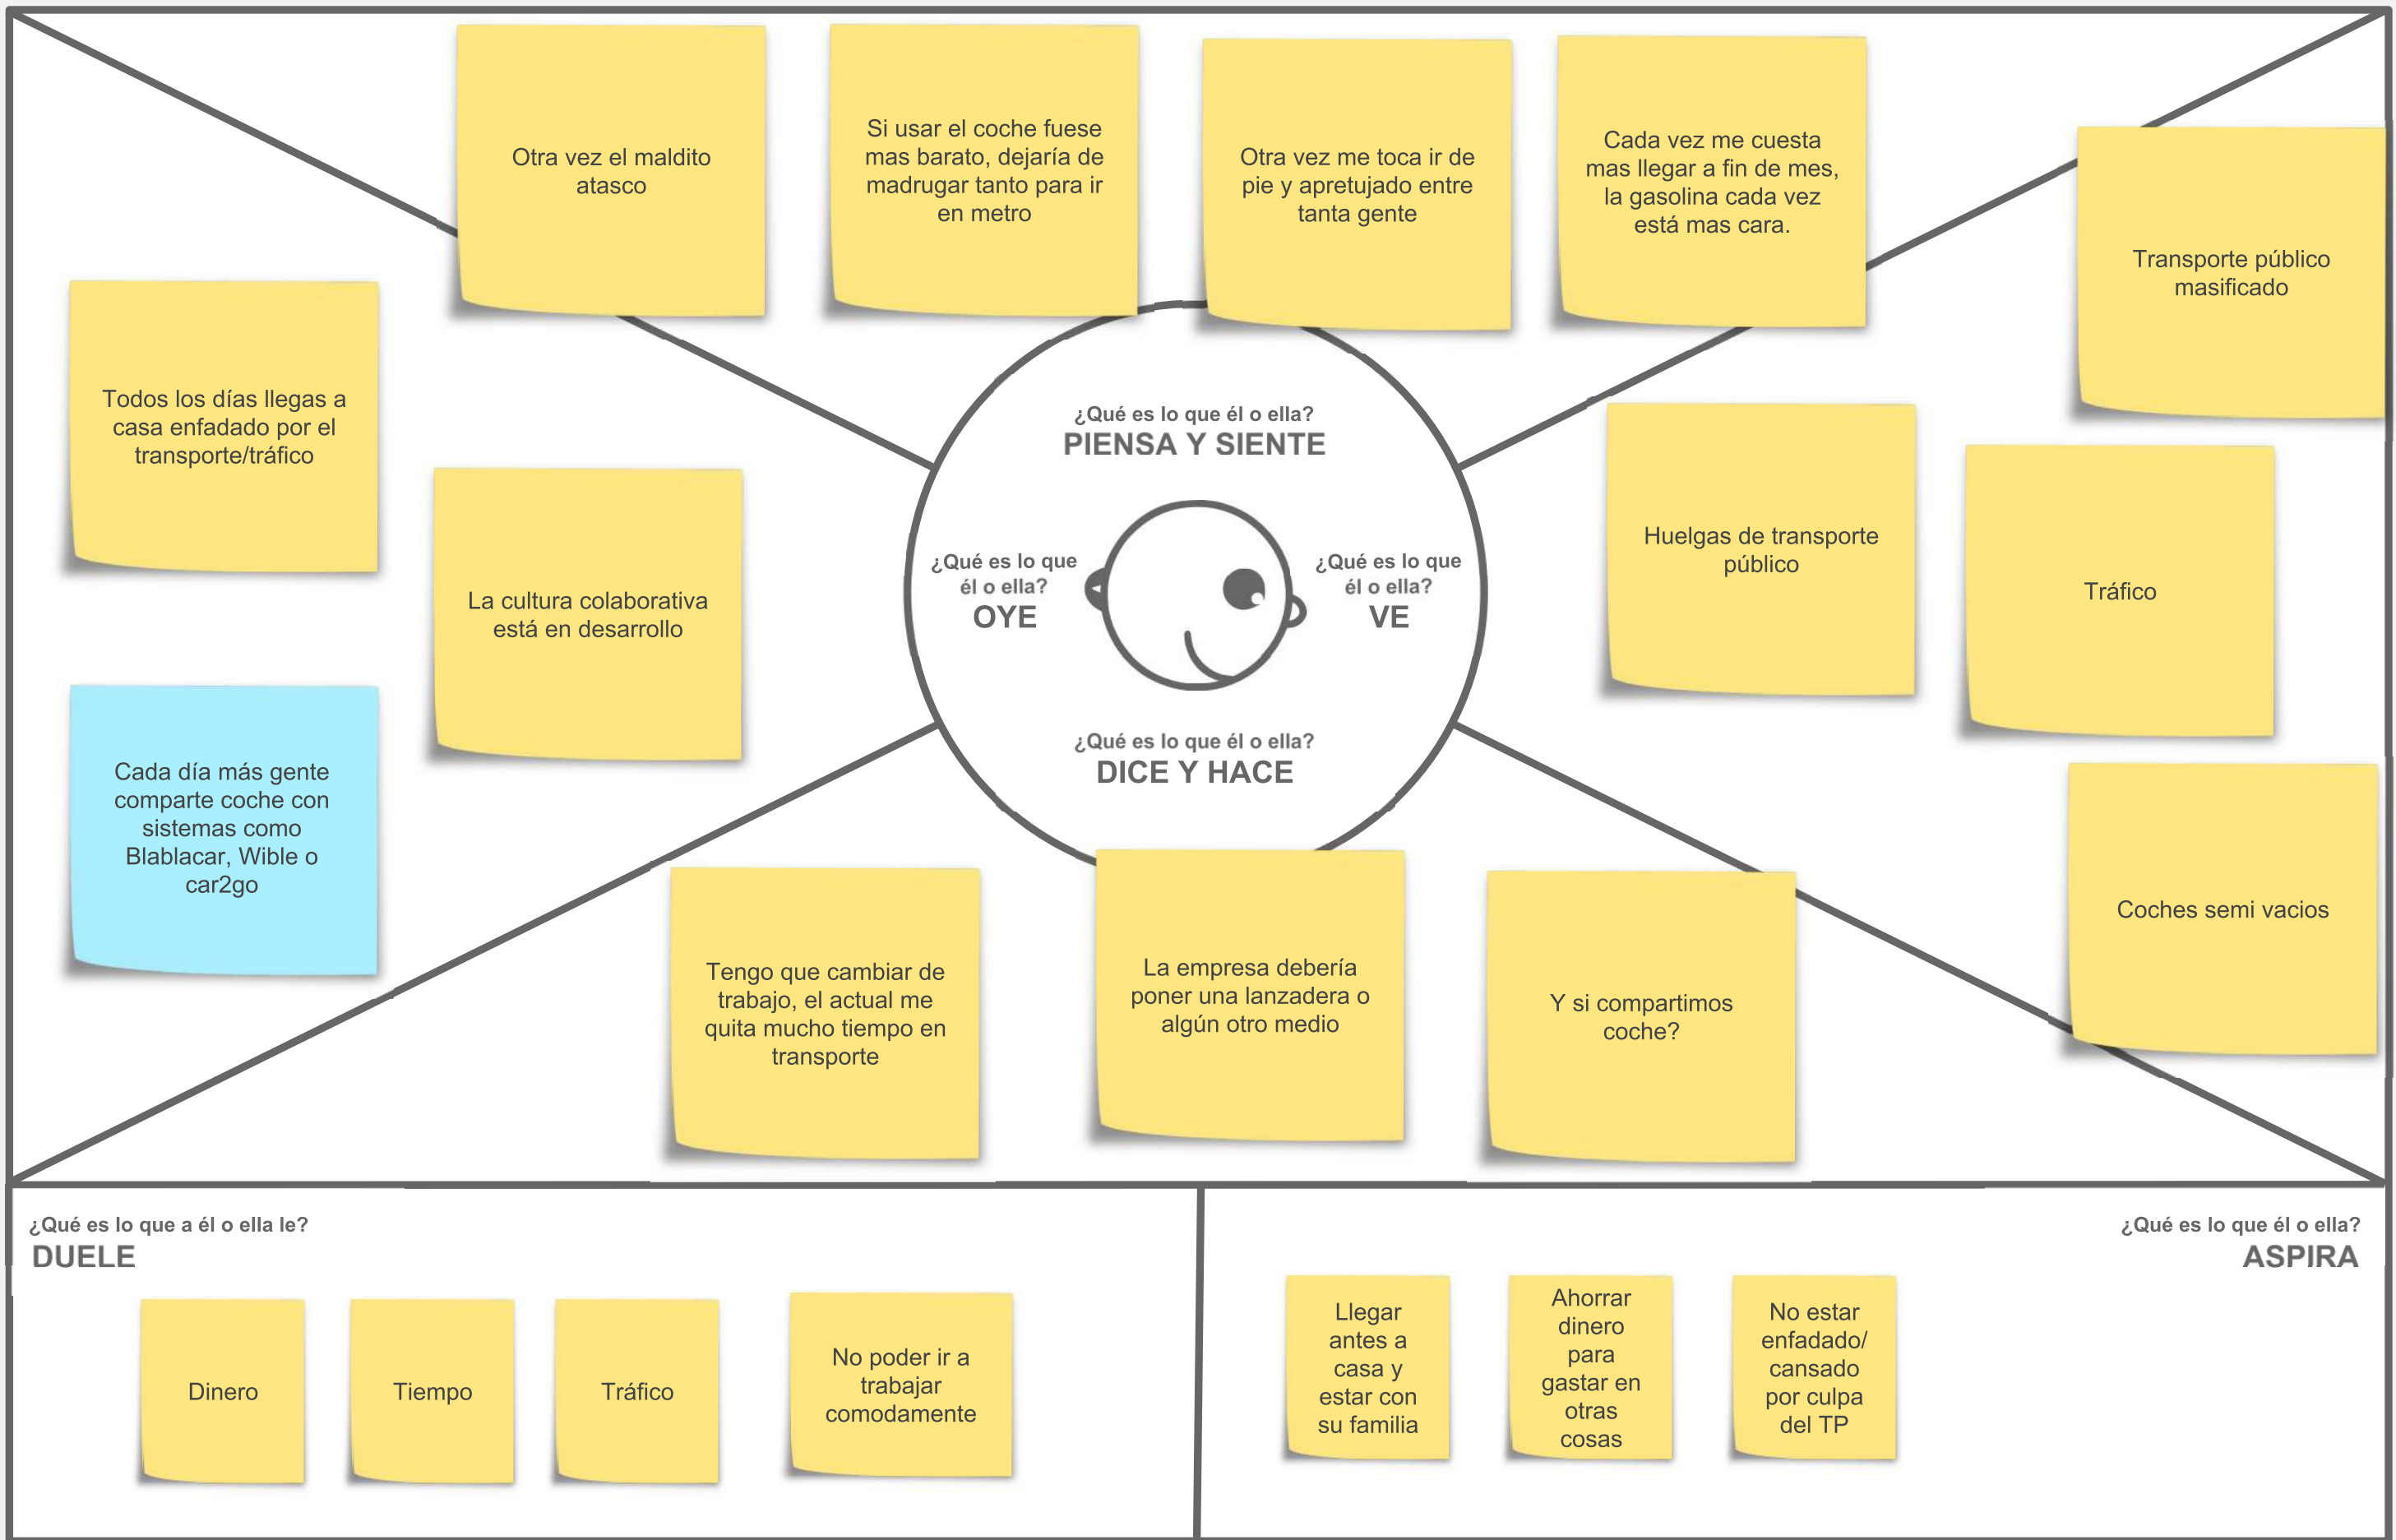 Otra vez el maldito
atasco
Si usar el coche fuese
mas barato, dejaría de
madrugar tanto para ir
en metro
Otra vez me toca ir de
pie y apretujado entre
tanta gente
Cada vez me cuesta
mas llegar a fin de mes,
la gasolina cada vez
está mas cara.
Transporte público
masificado
Todos los días llegas a
casa enfadado por el
transporte/tráfico
La cultura colaborativa
está en desarrollo
Cada día más gente
comparte coche con
sistemas como
Blablacar, Wible o
car2go
¿Qué es lo que él o ella?
PIENSA Y SIENTE
¿Qué es lo que
él o ella?
OYE
¿Qué es lo que
él o ella?
VE
¿Qué es lo que él o ella?
DICE Y HACE
Huelgas de transporte
público
Tráfico
Coches semi vacios
Tengo que cambiar de
trabajo, el actual me
quita mucho tiempo en
transporte
La empresa debería
poner una lanzadera o
algún otro medio
Y si compartimos
coche?
¿Qué es lo que a él o ella le?
DUELE
Dinero
Tiempo
Tráfico
No poder ir a
trabajar
comodamente
¿Qué es lo que él o ella?
ASPIRA
Llegar
antes a
casa y
estar con
su familia
Ahorrar
dinero
para
gastar en
otras
cosas
No estar
enfadado/
cansado
por culpa
del TP